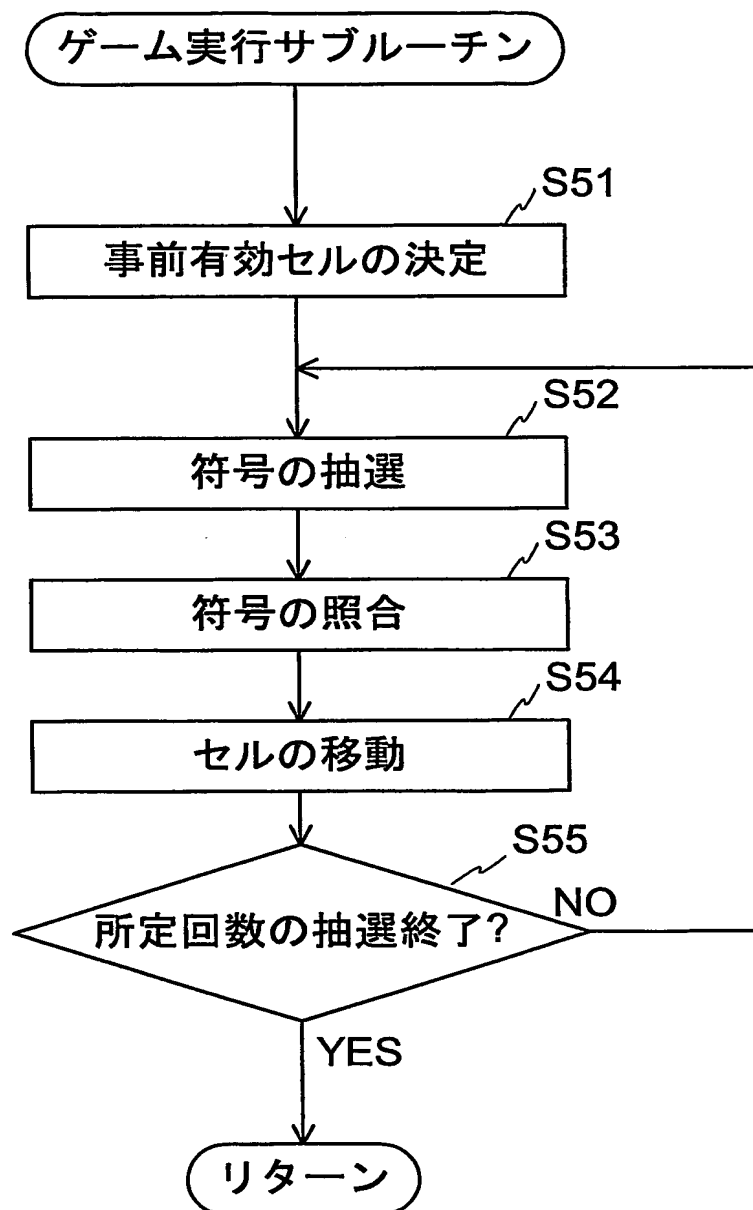 ゲーム実行サブルーチン
S51
事前有効セルの決定
S52
符号の抽選
S53
符号の照合
S54
セルの移動
S55
所定回数の抽選終了?
NO
YES
リターン